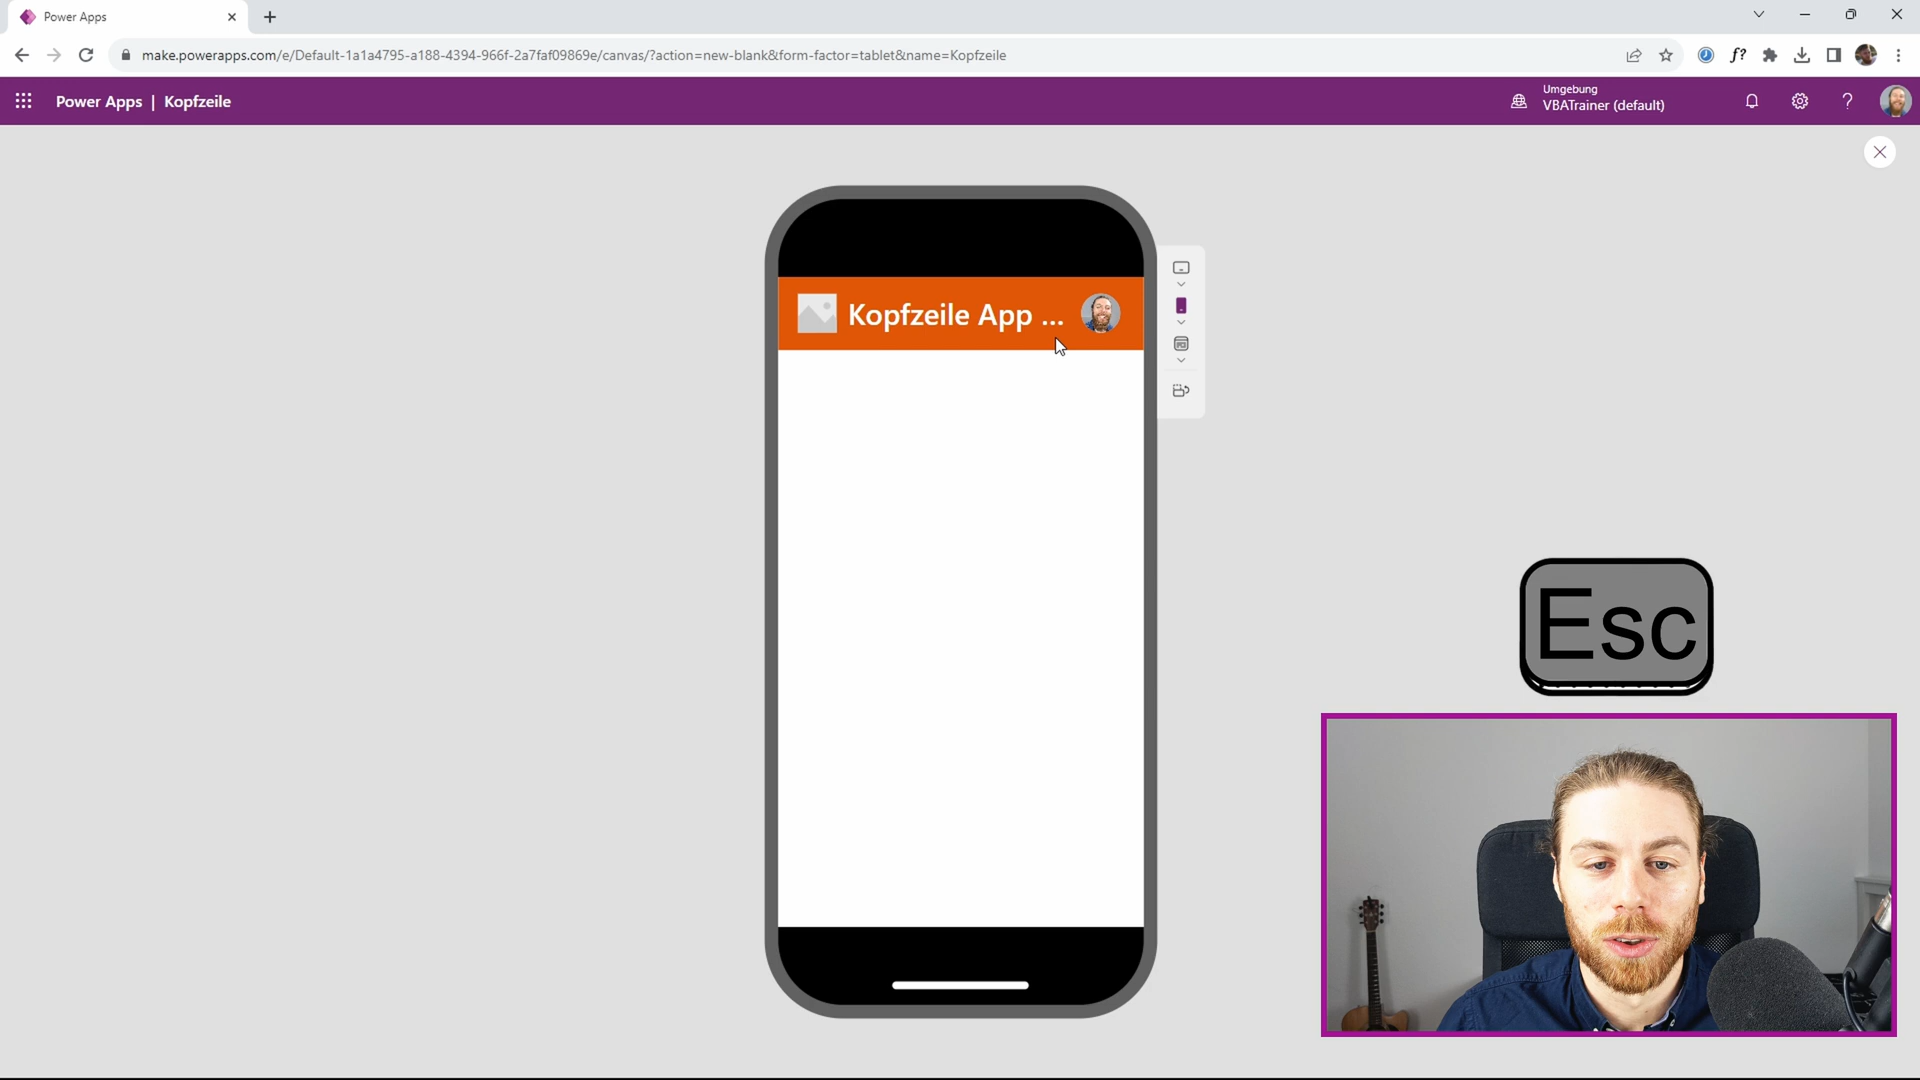 Power Apps
make.powerapps.com/e/Default-1a1a4795-a188-4394-966f-2a7faf09869e/canvas/?action=new-blank&form-factor=tablet&name=Kopfzeile
f?
Power Apps | Kopfzeile
Umgebung
VBATrainer (default)
?
Kopfzeile App ...
Esc